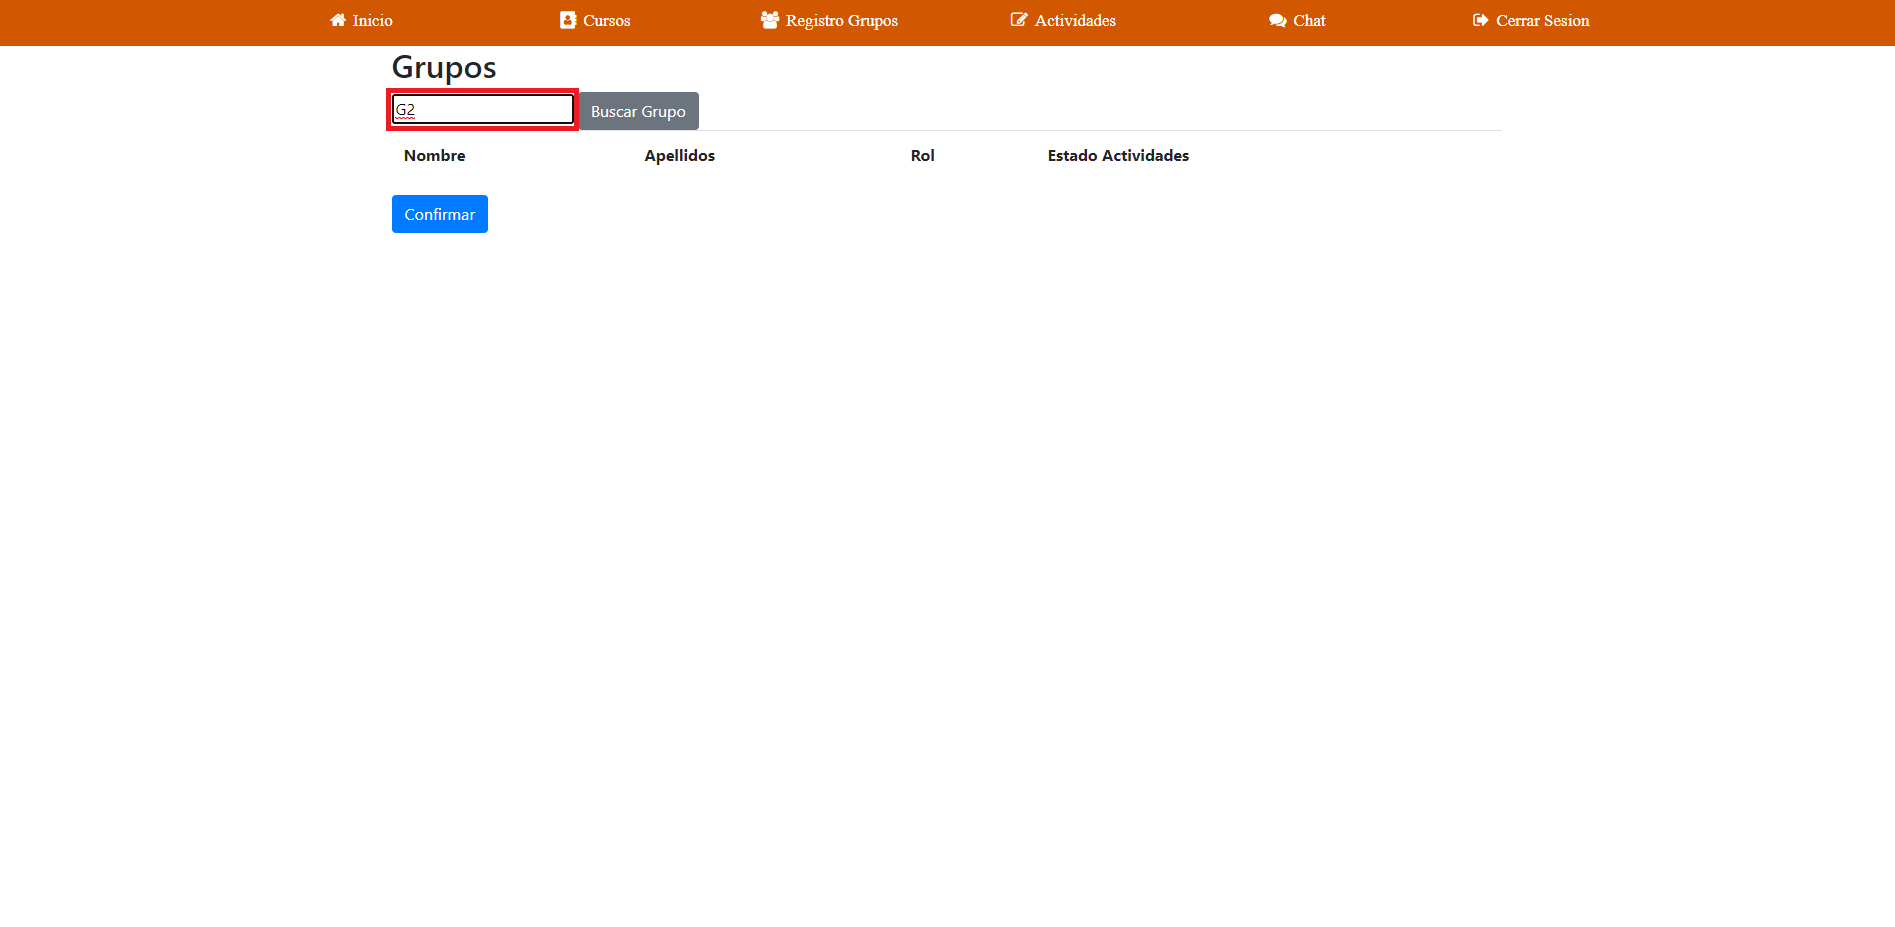 Inicio Cursos Registro Grupos Actividades Chat Cerrar Sesion
Grupos
G2 Buscar Grupo
Nombre Apellidos Rol Estado Actividades
Confirmar